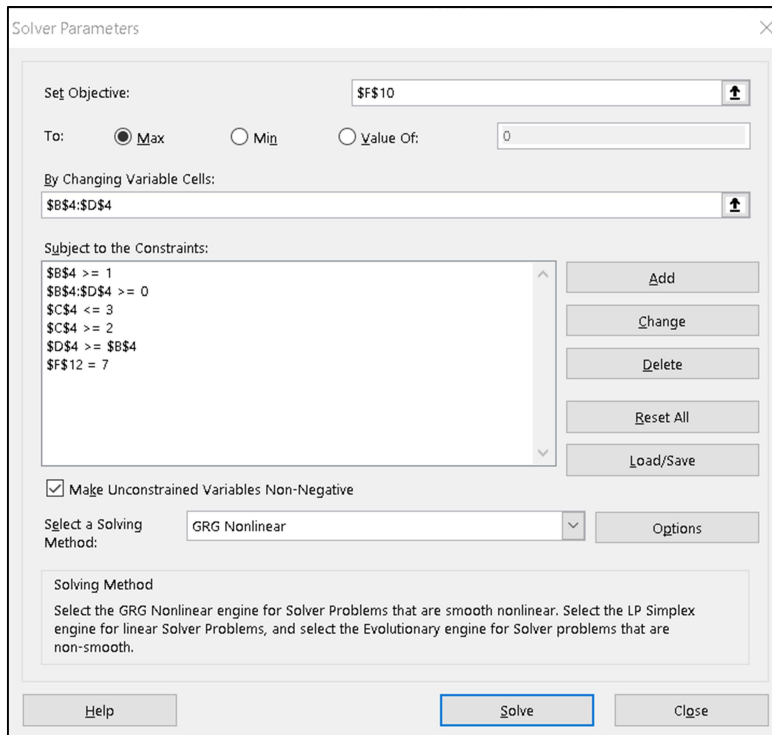 Solver Parameters
Set Objective:
$F$10
To:
Max
Min
Value Of:
0
By Changing Variable Cells:
$B$4:$D$4
Subject to the Constraints:
$B$4 >= 1
$B$4:$D$4 >= 0
$C$4 <= 3
$C$4 >= 2
$D$4 >= $B$4
$F$12 = 7
Add
Change
Delete
Reset All
Load/Save
Make Unconstrained Variables Non-Negative
Select a Solving
Method:
GRG Nonlinear
Options
Solving Method
Select the GRG Nonlinear engine for Solver Problems that are smooth nonlinear. Select the LP Simplex
engine for linear Solver Problems, and select the Evolutionary engine for Solver problems that are
non-smooth.
Help
Solve
Close